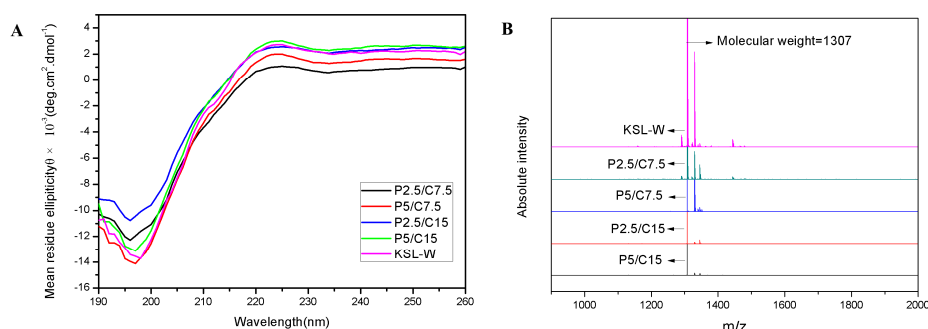 A
Mean residue ellipiticity θ × 10⁻³(deg.cm².dmol⁻¹)
4
2
0
-2
-4
-6
-8
-10
-12
-14
-16
190 200 210 220 230 240 250 260
Wavelength(nm)
P2.5/C7.5
P5/C7.5
P2.5/C15
P5/C15
KSL-W
B
Absolute intensity
Molecular weight=1307
KSL-W
P2.5/C7.5
P5/C7.5
P2.5/C15
P5/C15
1000 1200 1400 1600 1800 2000
m/z